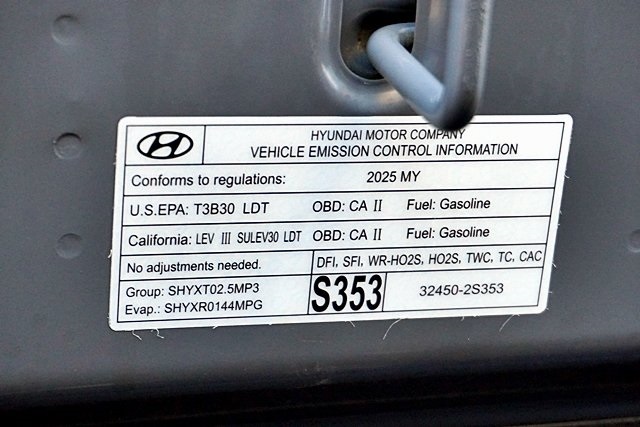 HYUNDAI MOTOR COMPANY
VEHICLE EMISSION CONTROL INFORMATION
Conforms to regulations: 2025 MY
U.S.EPA: T3B30 LDT OBD: CA II Fuel: Gasoline
California: LEV III SULEV30 LDT OBD: CA II Fuel: Gasoline
No adjustments needed. DFI, SFI, WR-HO2S, HO2S, TWC, TC, CAC
Group: SHYXT02.5MP3
Evap.: SHYXR0144MPG
S353
32450-2S353